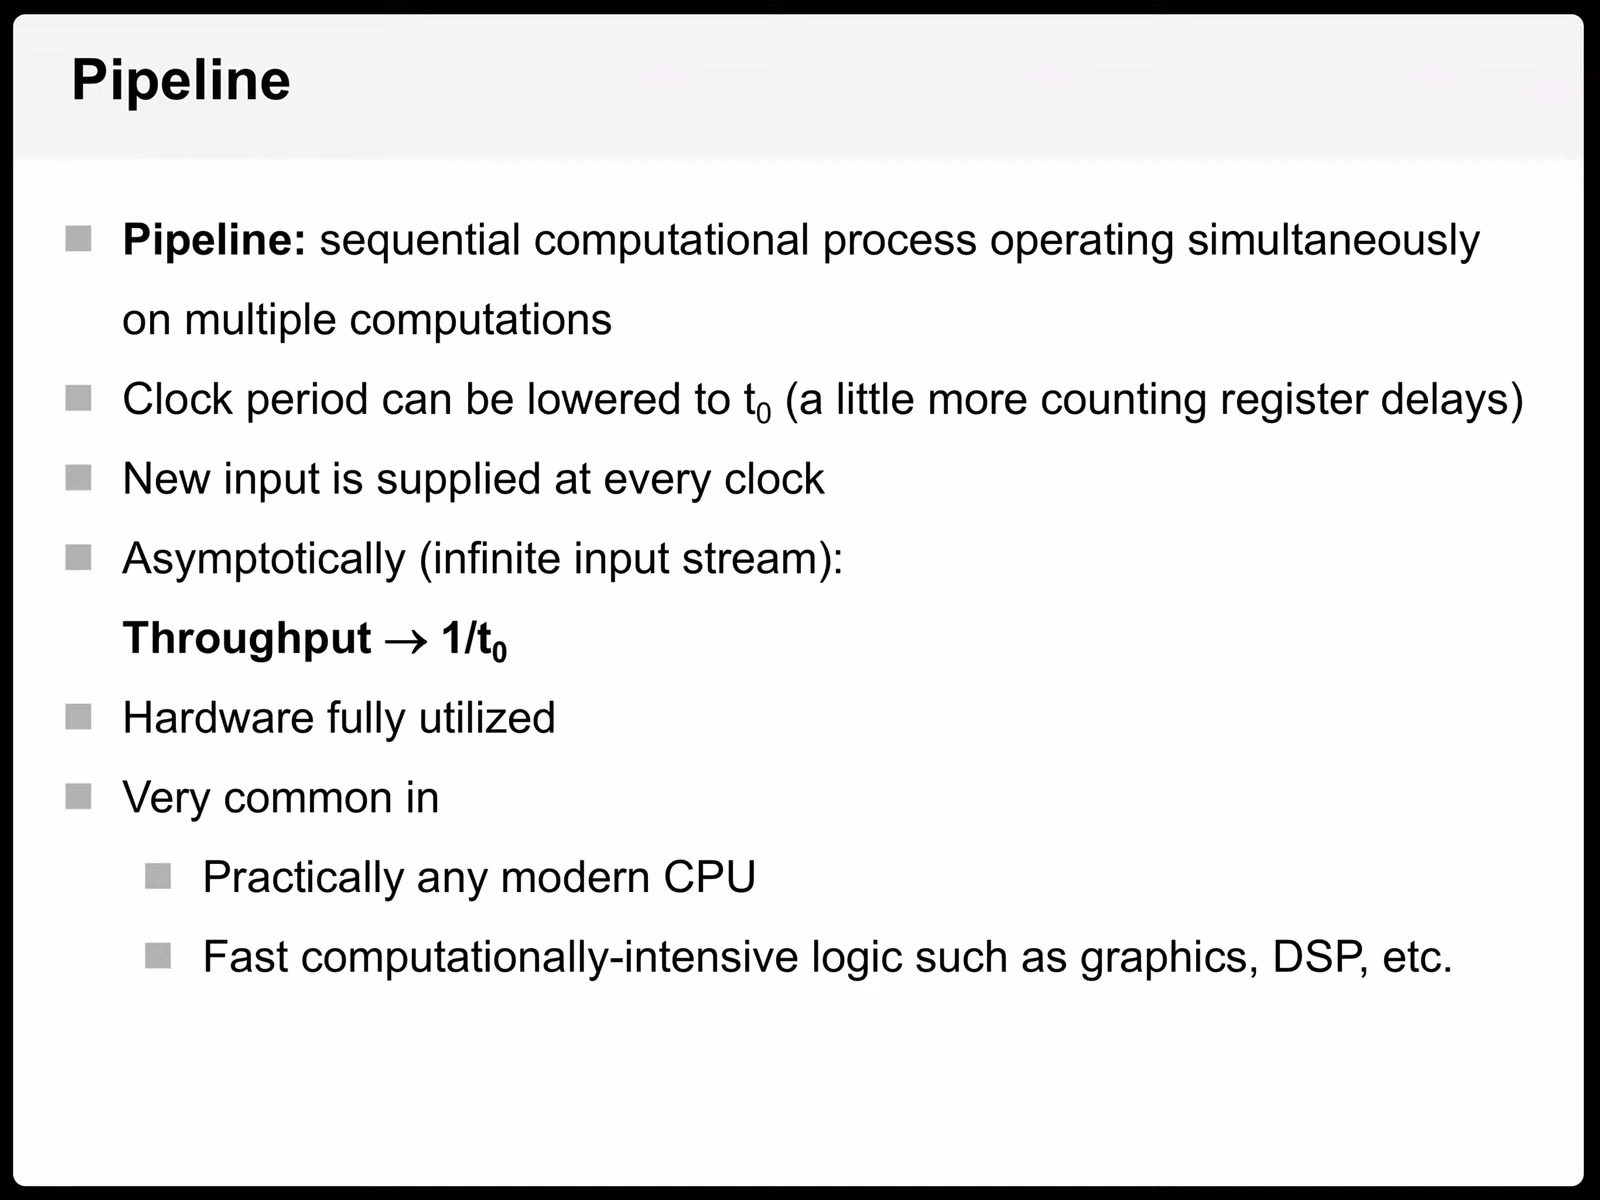 Pipeline
Pipeline: sequential computational process operating simultaneously
on multiple computations
Clock period can be lowered to t₀ (a little more counting register delays)
New input is supplied at every clock
Asymptotically (infinite input stream):
Throughput → 1/t₀
Hardware fully utilized
Very common in
Practically any modern CPU
Fast computationally-intensive logic such as graphics, DSP, etc.